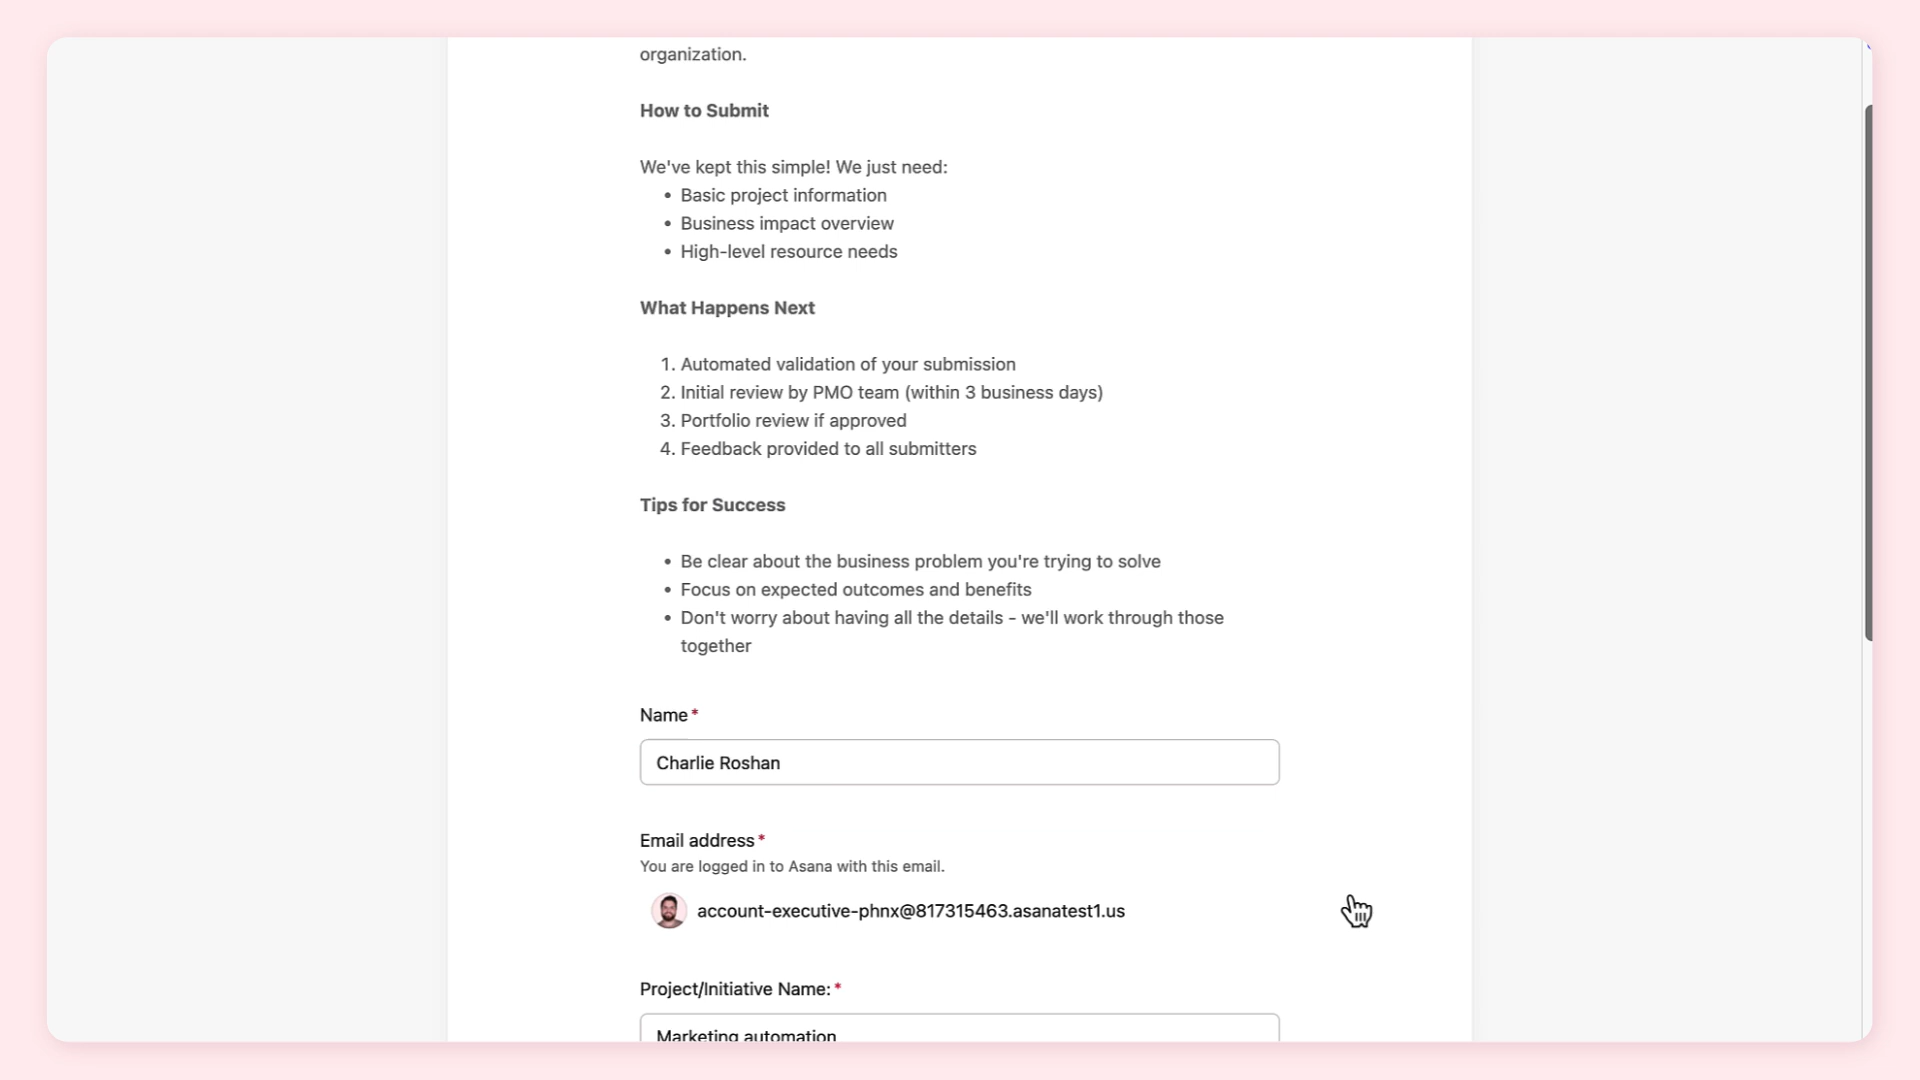 organization.
How to Submit
We've kept this simple! We just need:
• Basic project information
• Business impact overview
• High-level resource needs
What Happens Next
1. Automated validation of your submission
2. Initial review by PMO team (within 3 business days)
3. Portfolio review if approved
4. Feedback provided to all submitters
Tips for Success
• Be clear about the business problem you're trying to solve
• Focus on expected outcomes and benefits
• Don't worry about having all the details - we'll work through those
together
Name*
Charlie Roshan
Email address*
You are logged in to Asana with this email.
account-executive-phnx@817315463.asanatest1.us
Project/Initiative Name:*
Marketing automation